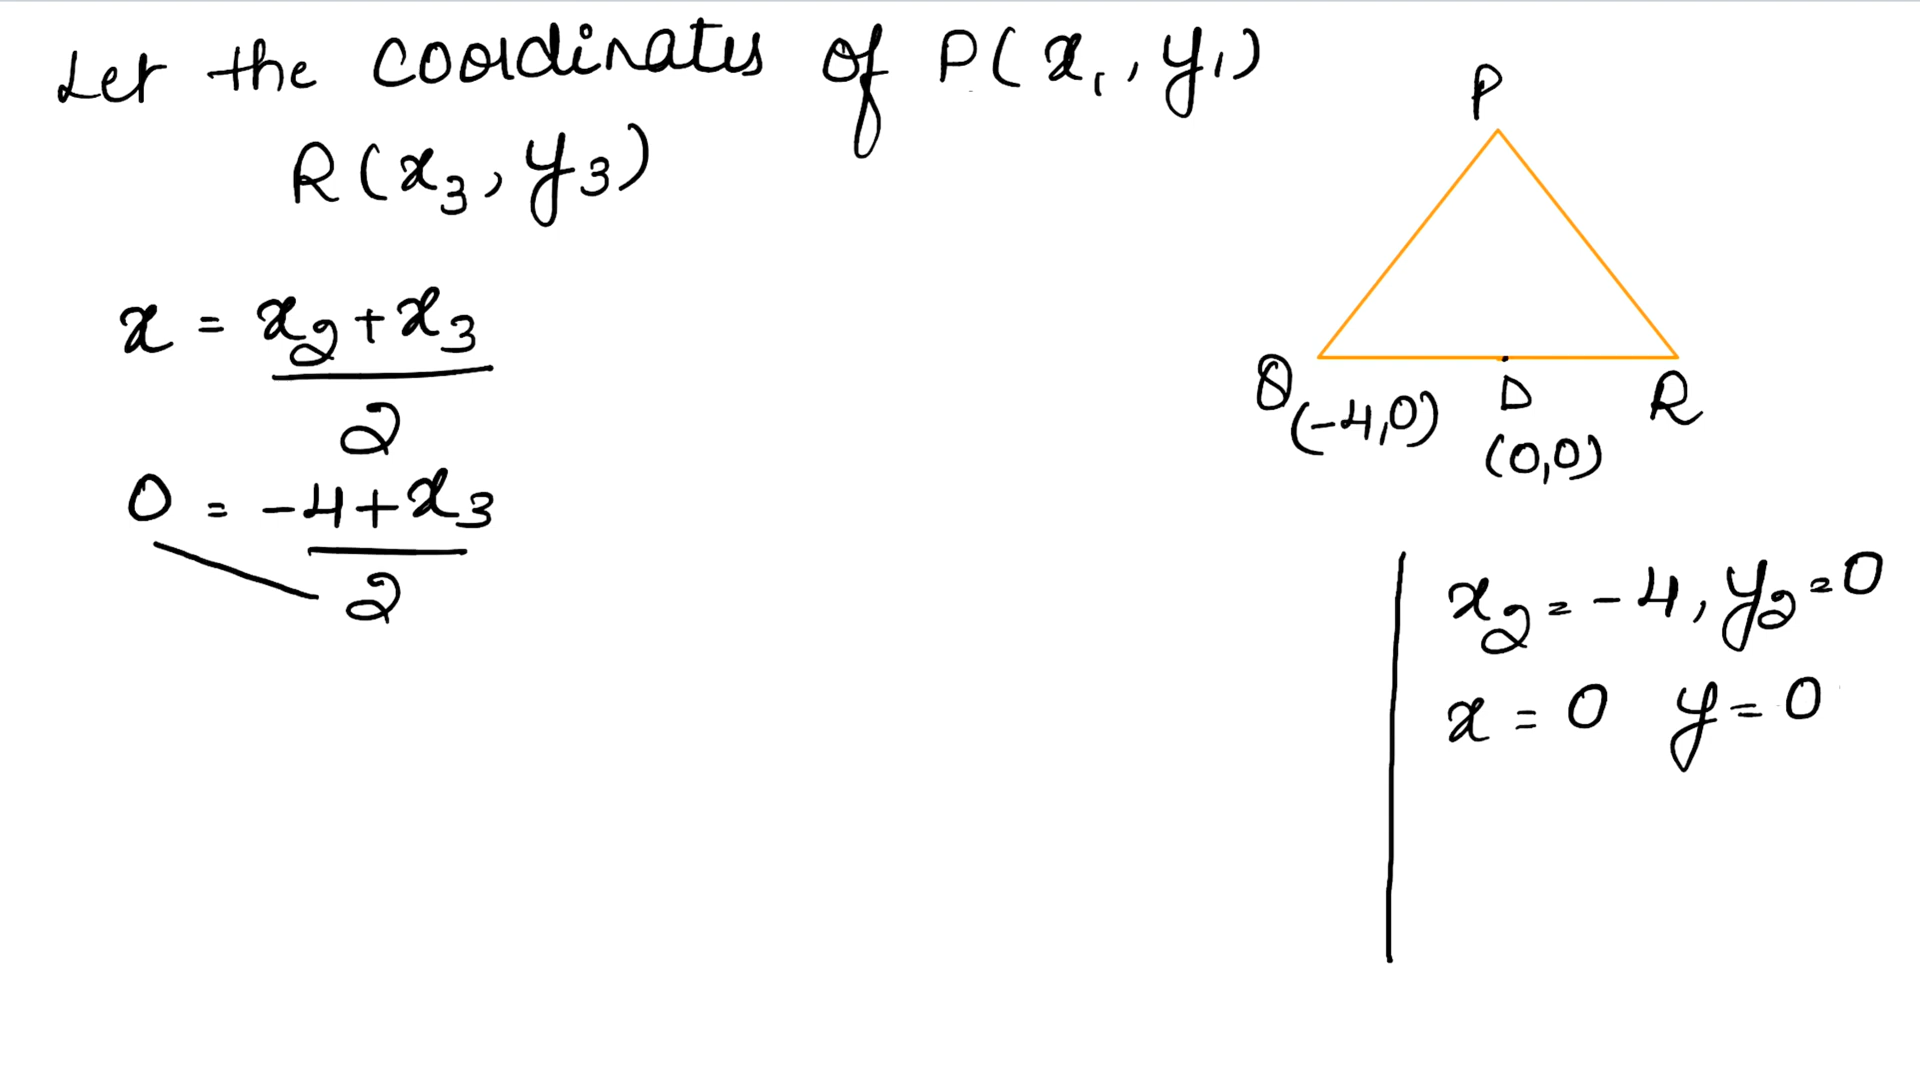 Let the coordinates of P(x₁, y₁)
R(x₃, y₃)
x = x₂+x₃
2
0 = -4+x₃
2
P
Q
(-4,0)
D
(0,0)
R
x₂ = -4, y₂=0
x = 0 y=0